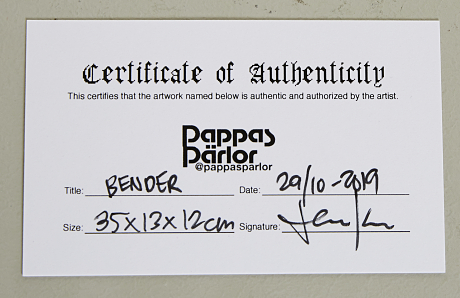 Certificate of Authenticity
This certifies that the artwork named below is authentic and authorized by the artist.
Pappas
Pärlor
@pappasparlor
Title: BENDER Date: 29/10-2019
Size: 35x13x12cm Signature: